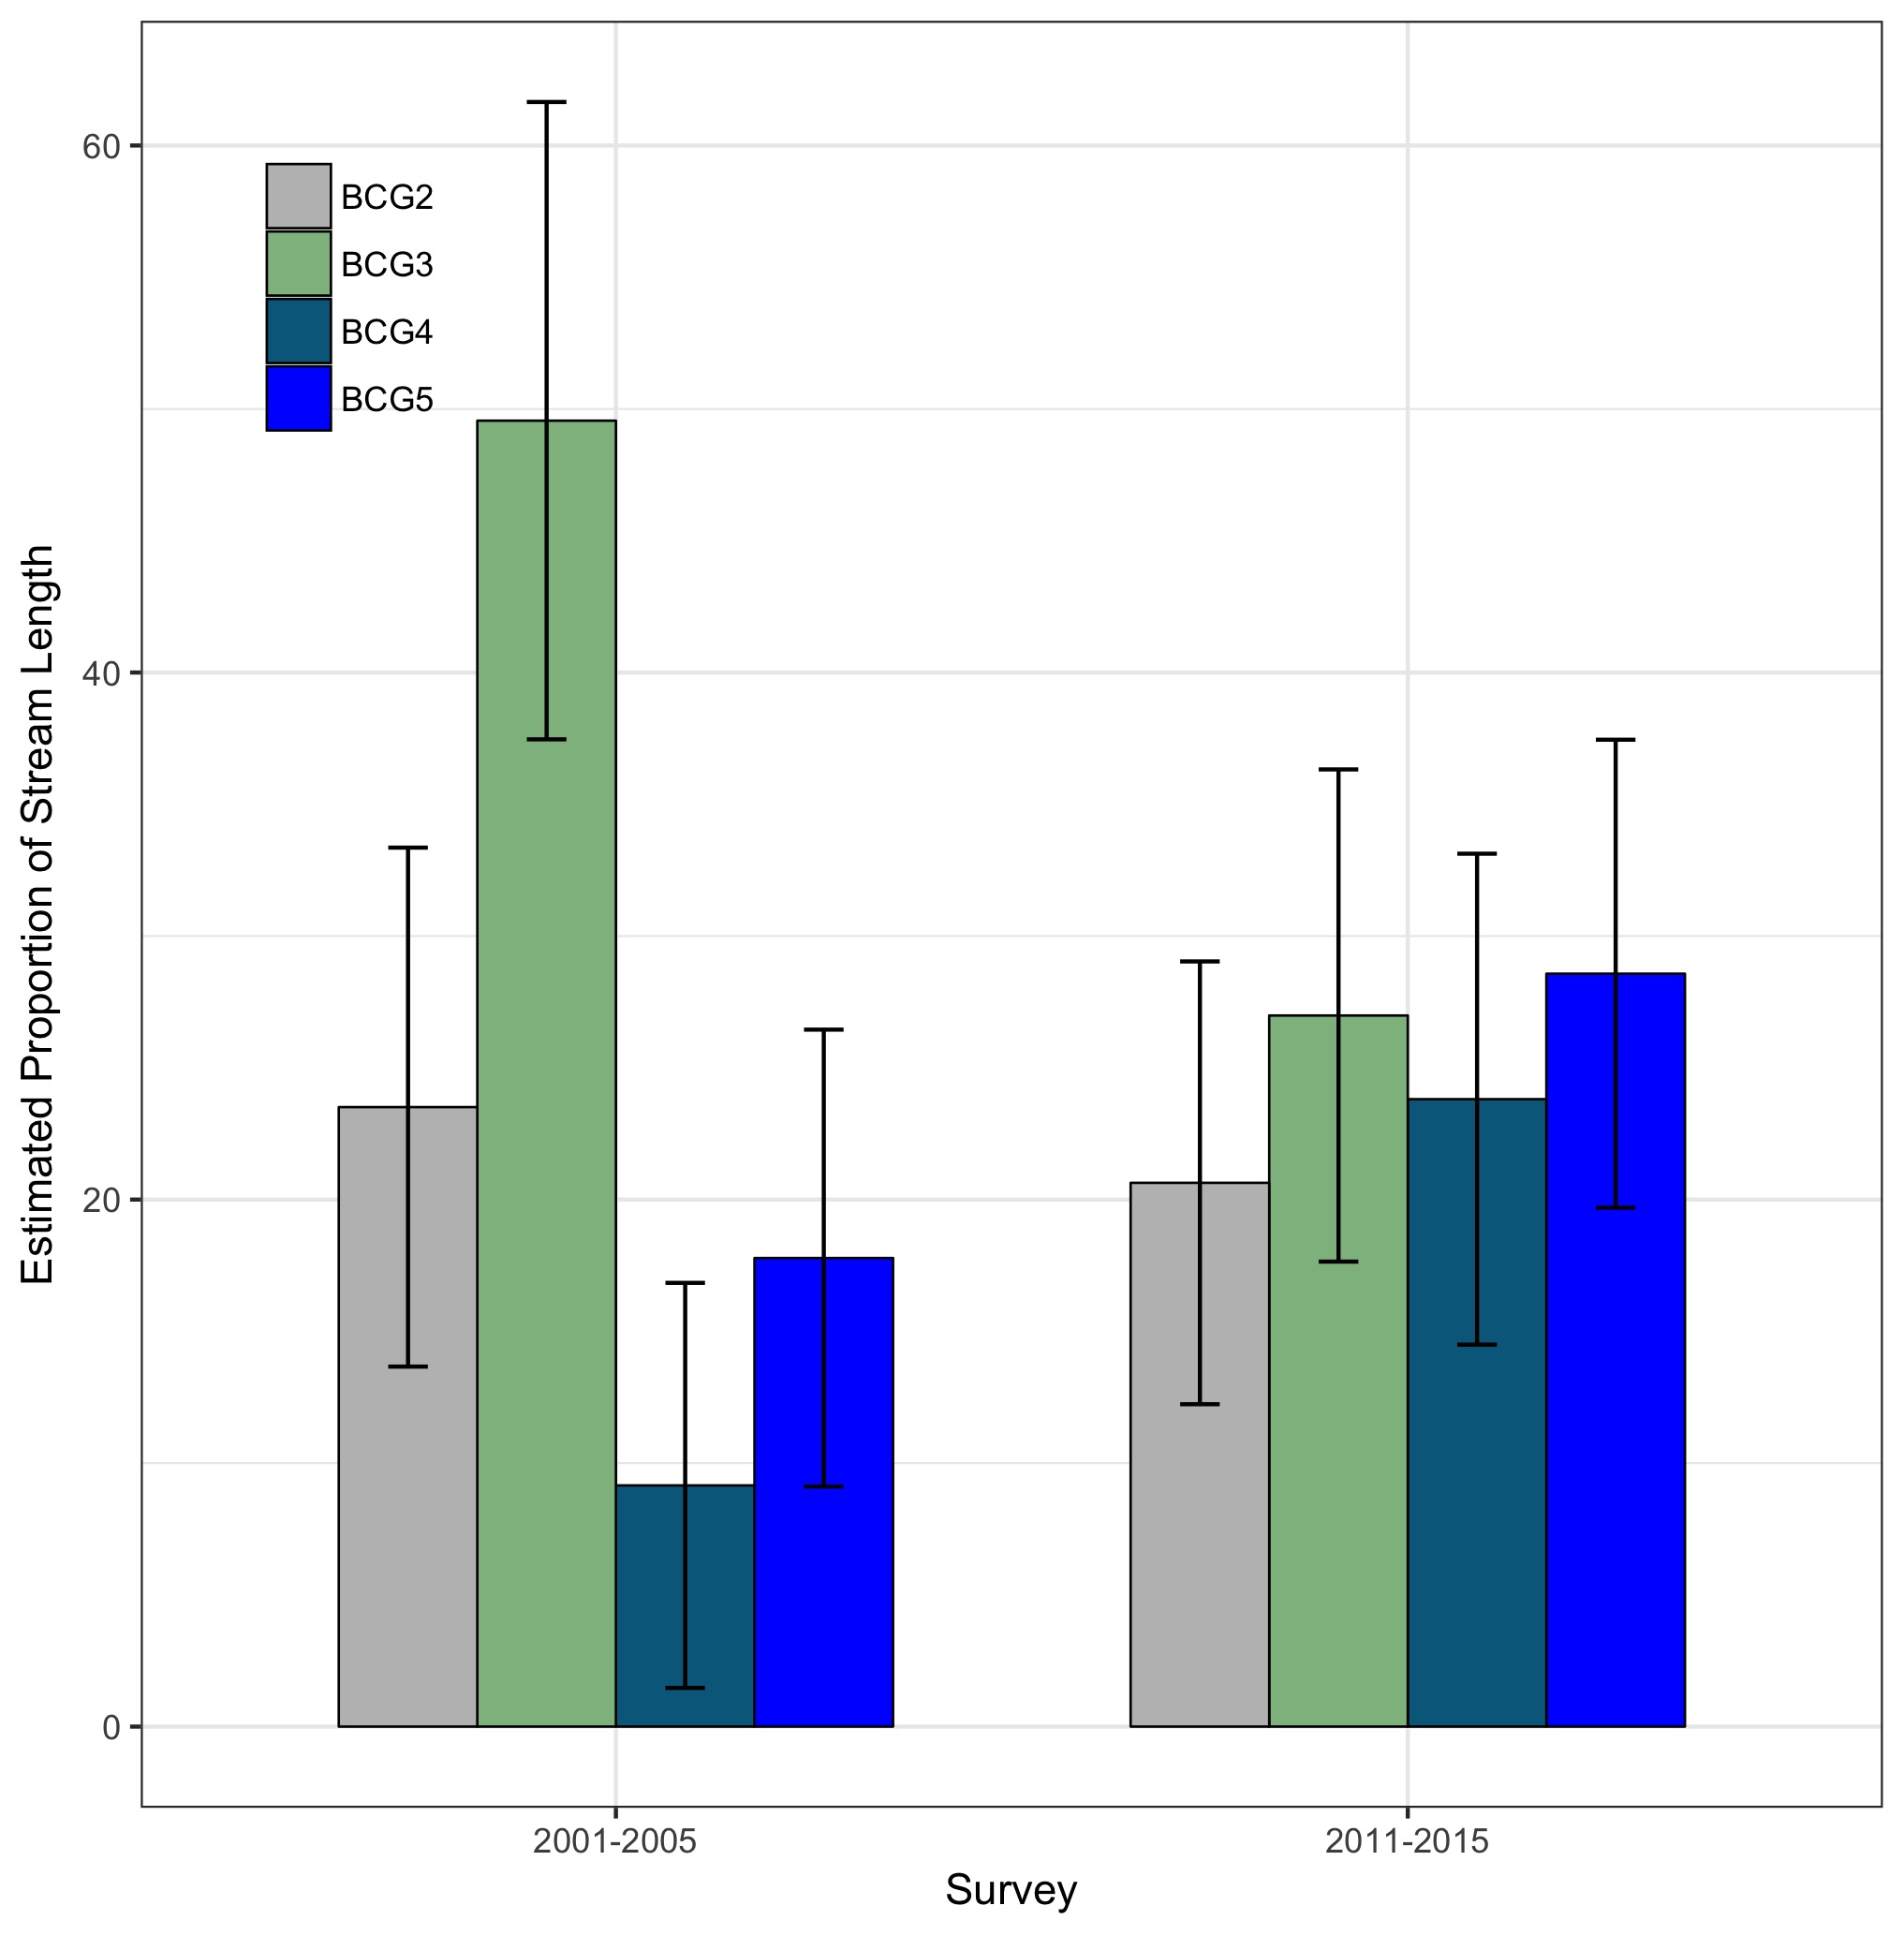 Estimated Proportion of Stream Length
60
40
20
0
BCG2
BCG3
BCG4
BCG5
2001-2005
2011-2015
Survey